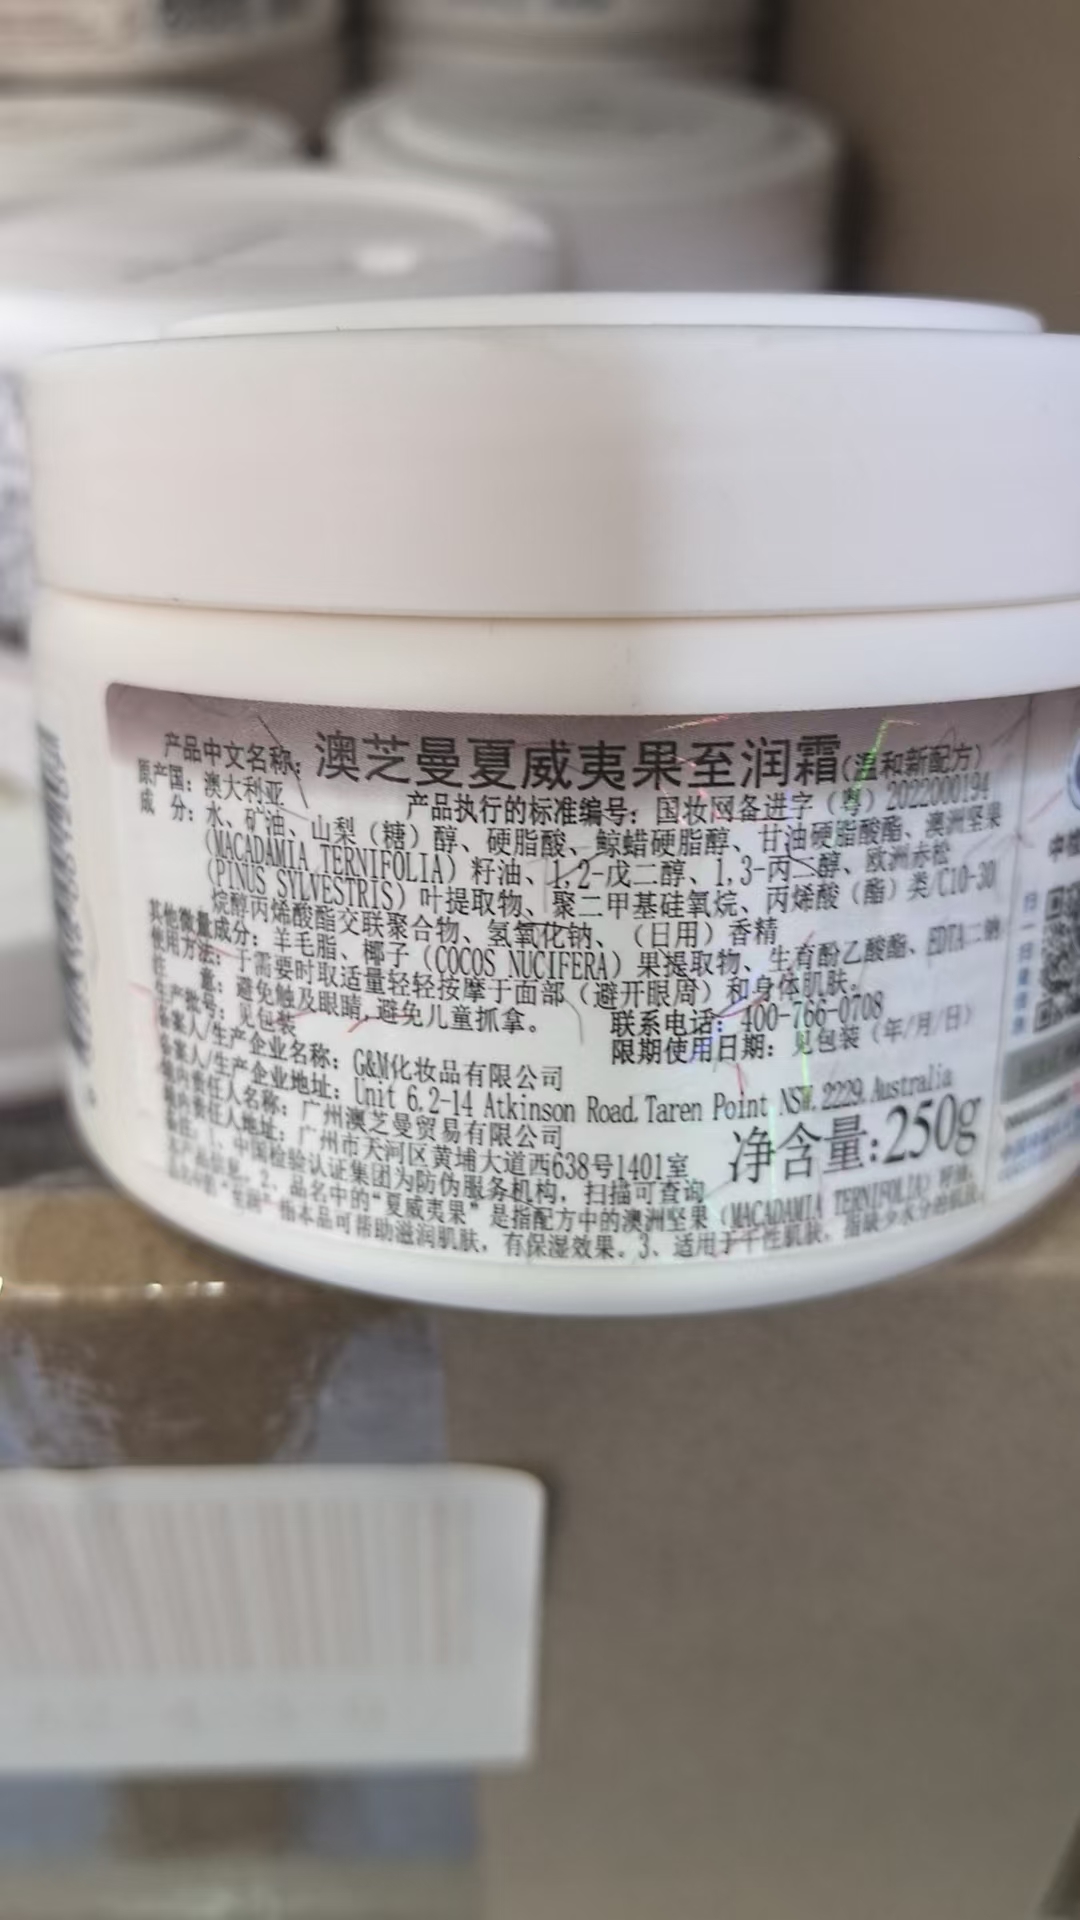 产品中文名称：澳芝曼夏威夷果至润霜(温和新配方)
原产国：澳大利亚 产品执行的标准编号：国妆网备进字（粤）2022000194
成 分：水、矿油、山梨（糖）醇、硬脂酸、鲸蜡硬脂醇、甘油硬脂酸酯、澳洲坚果
(MACADAMIA TERNIFOLIA) 籽油、1,2-戊二醇、1,3-丙二醇、欧洲赤松
(PINUS SYLVESTRIS) 叶提取物、聚二甲基硅氧烷、丙烯酸（酯）类/C10-30
烷醇丙烯酸酯交联聚合物、氢氧化钠、（日用）香精
其他微量成分：羊毛脂、椰子（COCOS NUCIFERA）果提取物、生育酚乙酸酯、EDTA二钠
使用方法：于需要时取适量轻轻按摩于面部（避开眼周）和身体肌肤。
注 意：避免触及眼睛,避免儿童抓拿。 联系电话：400-766-0708
生产批号：见包装 限期使用日期：见包装（年/月/日）
备案人/生产企业名称：G&M化妆品有限公司
备案人/生产企业地址：Unit 6,2-14 Atkinson Road,Taren Point NSW,2229,Australia
境内责任人名称：广州澳芝曼贸易有限公司
境内责任人地址：广州市天河区黄埔大道西638号1401室 净含量:250g
备注：1、中国检验认证集团为防伪服务机构，扫描可查询
本产品信息。2、品名中的“夏威夷果”是指配方中的澳洲坚果（MACADAMIA TERNIFOLIA）籽油，
“至润”指本品可帮助滋润肌肤，有保湿效果。3、适用于干性肌肤，指缺少水分的肌肤。